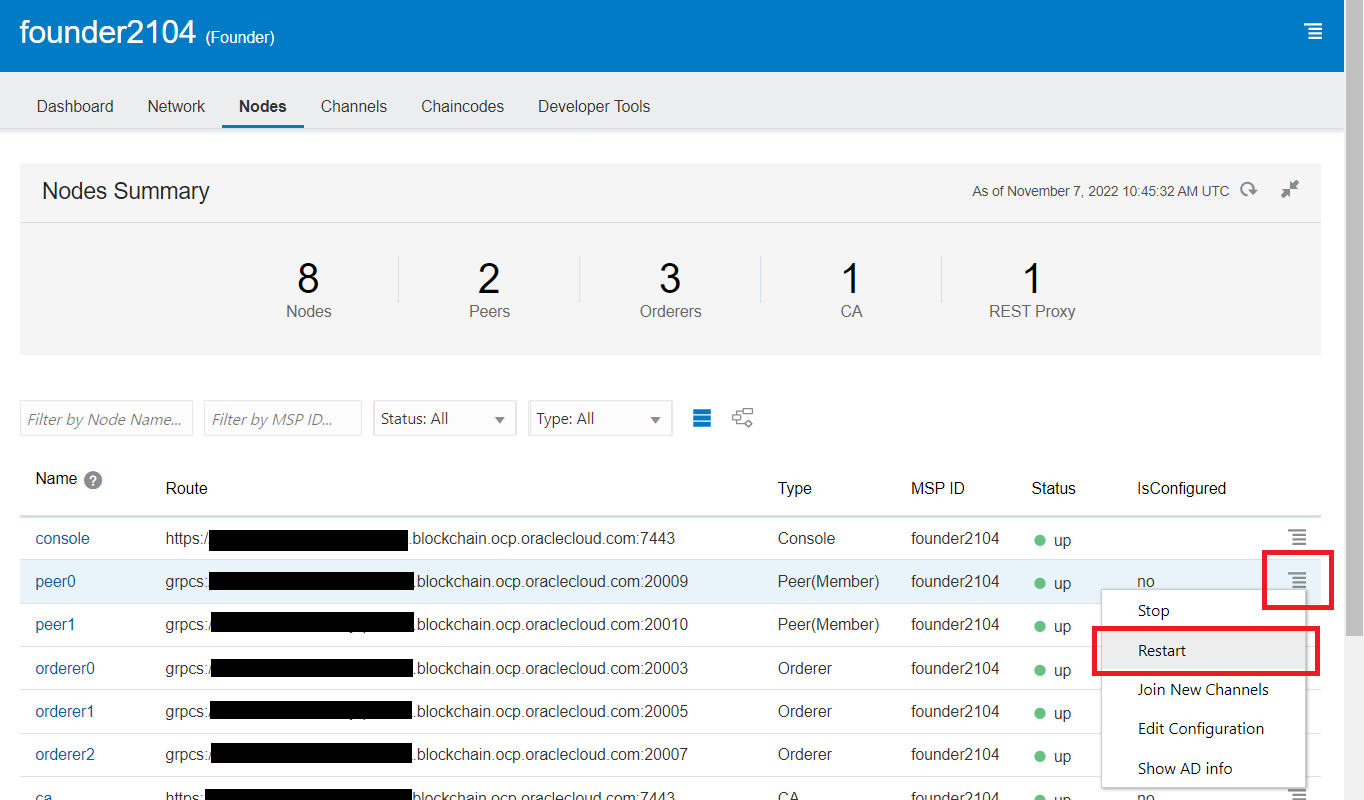 founder2104 (Founder)
Dashboard Network Nodes Channels Chaincodes Developer Tools
Nodes Summary As of November 7, 2022 10:45:32 AM UTC
8 2 3 1 1
Nodes Peers Orderers CA REST Proxy
Filter by Node Name... Filter by MSP ID... Status: All Type: All
Name ? Route Type MSP ID Status IsConfigured
console https:/ .blockchain.ocp.oraclecloud.com:7443 Console founder2104 up
peer0 grpcs: .blockchain.ocp.oraclecloud.com:20009 Peer(Member) founder2104 up no
Stop
peer1 grpcs:/ .blockchain.ocp.oraclecloud.com:20010 Peer(Member) founder2104 up
Restart
orderer0 grpcs:/ .blockchain.ocp.oraclecloud.com:20003 Orderer founder2104 up
Join New Channels
orderer1 grpcs:/ .blockchain.ocp.oraclecloud.com:20005 Orderer founder2104 up
Edit Configuration
orderer2 grpcs:/ .blockchain.ocp.oraclecloud.com:20007 Orderer founder2104 up
Show AD info
ca https: blockchain.ocp.oraclecloud.com:7443 CA founder2104 up no